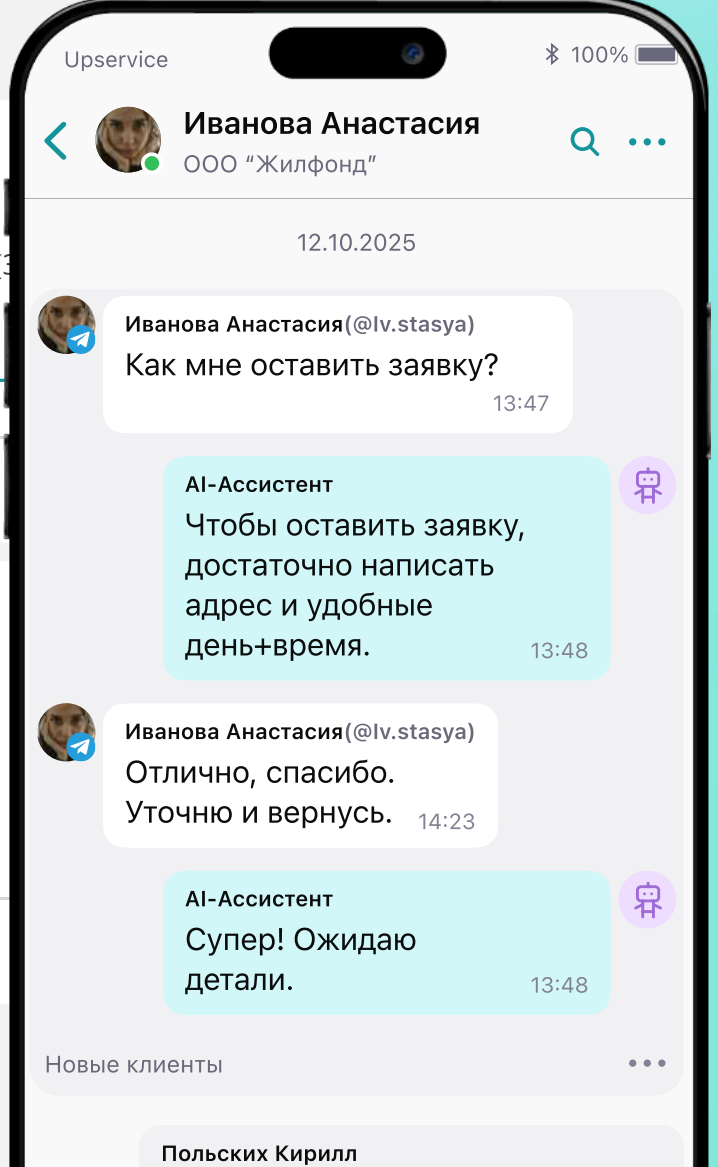 Upservice
100%
Иванова Анастасия
ООО “Жилфонд”
12.10.2025
Иванова Анастасия(@Iv.stasya)
Как мне оставить заявку?
13:47
AI-Ассистент
Чтобы оставить заявку,
достаточно написать
адрес и удобные
день+время.
13:48
Иванова Анастасия(@Iv.stasya)
Отлично, спасибо.
Уточню и вернусь.
14:23
AI-Ассистент
Супер! Ожидаю
детали.
13:48
Новые клиенты
Польских Кирилл